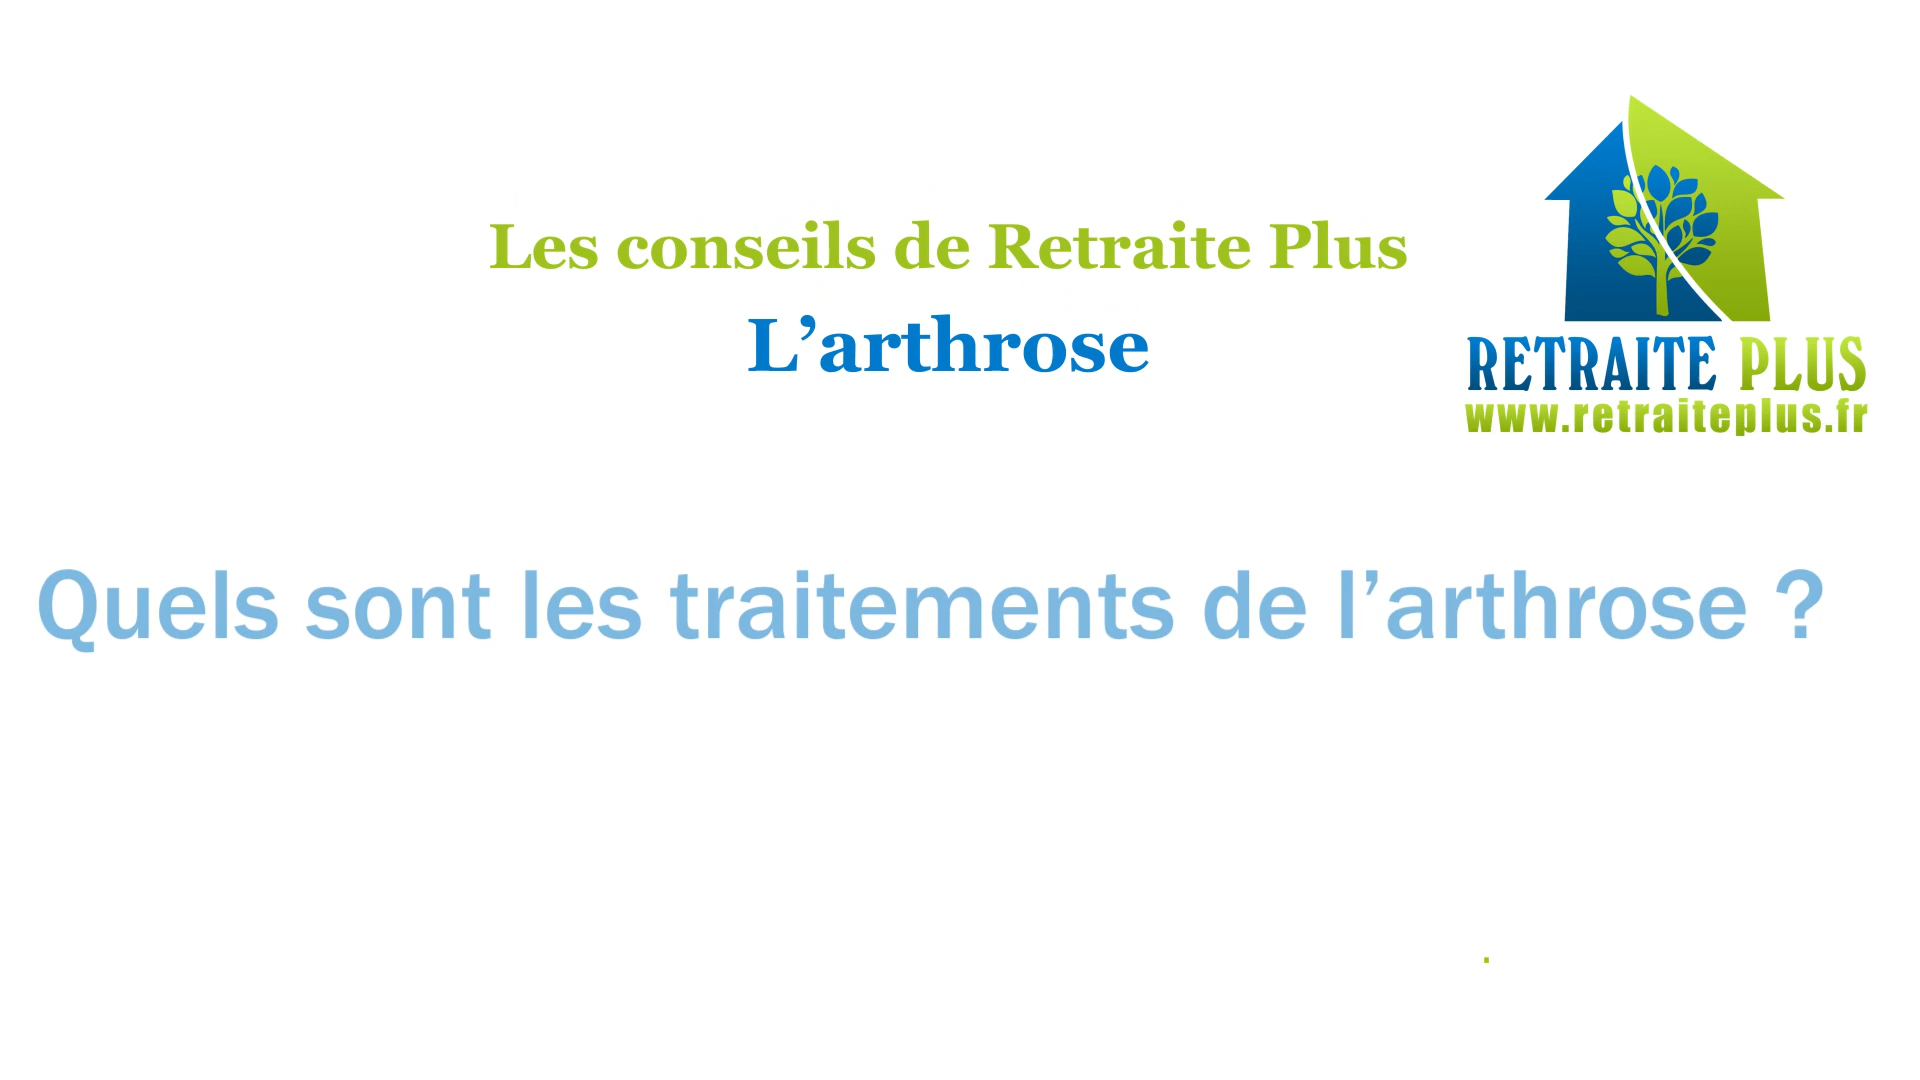 Les conseils de Retraite Plus
L’arthrose
RETRAITE PLUS
www.retraiteplus.fr
Quels sont les traitements de l’arthrose ?
.